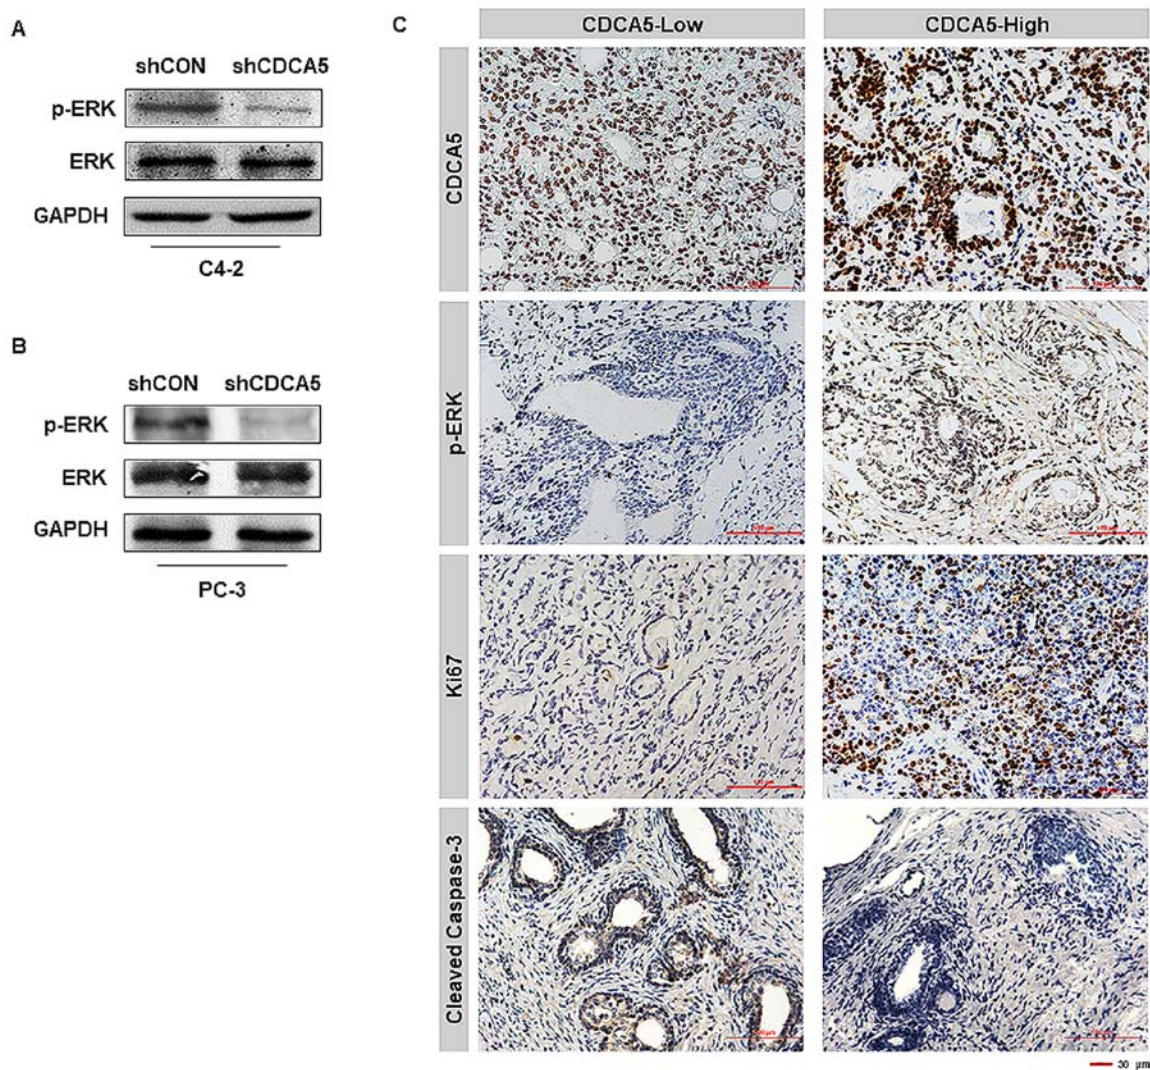 A
shCON shCDCA5
p-ERK
ERK
GAPDH
C4-2
B
shCON shCDCA5
p-ERK
ERK
GAPDH
PC-3
C
CDCA5-Low CDCA5-High
CDCA5
p-ERK
Ki67
Cleaved Caspase-3
30 µm